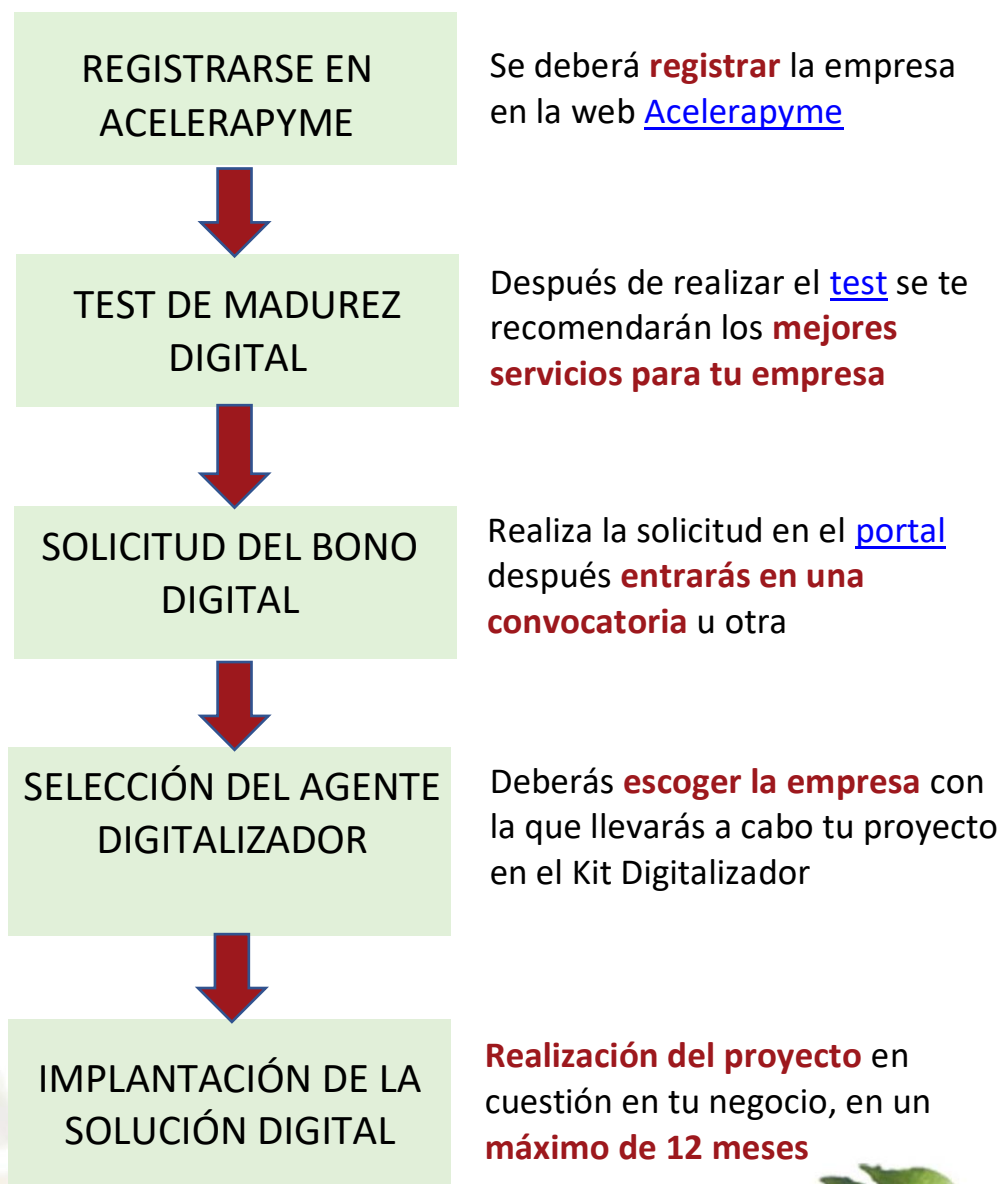 REGISTRARSE EN
ACELERAPYME
Se deberá registrar la empresa
en la web Acelerapyme
TEST DE MADUREZ
DIGITAL
Después de realizar el test se te
recomendarán los mejores
servicios para tu empresa
SOLICITUD DEL BONO
DIGITAL
Realiza la solicitud en el portal
después entrarás en una
convocatoria u otra
SELECCIÓN DEL AGENTE
DIGITALIZADOR
Deberás escoger la empresa con
la que llevarás a cabo tu proyecto
en el Kit Digitalizador
IMPLANTACIÓN DE LA
SOLUCIÓN DIGITAL
Realización del proyecto en
cuestión en tu negocio, en un
máximo de 12 meses